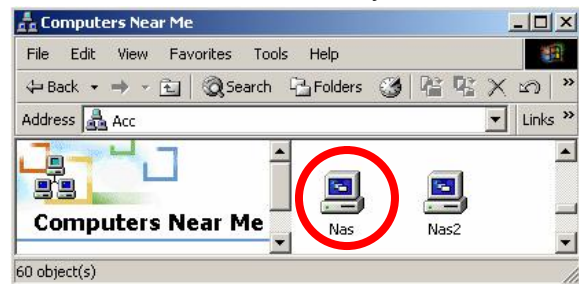 Computers Near Me
File Edit View Favorites Tools Help
Back Search Folders »
Address Acc Links »
Computers Near Me
Nas Nas2
60 object(s)